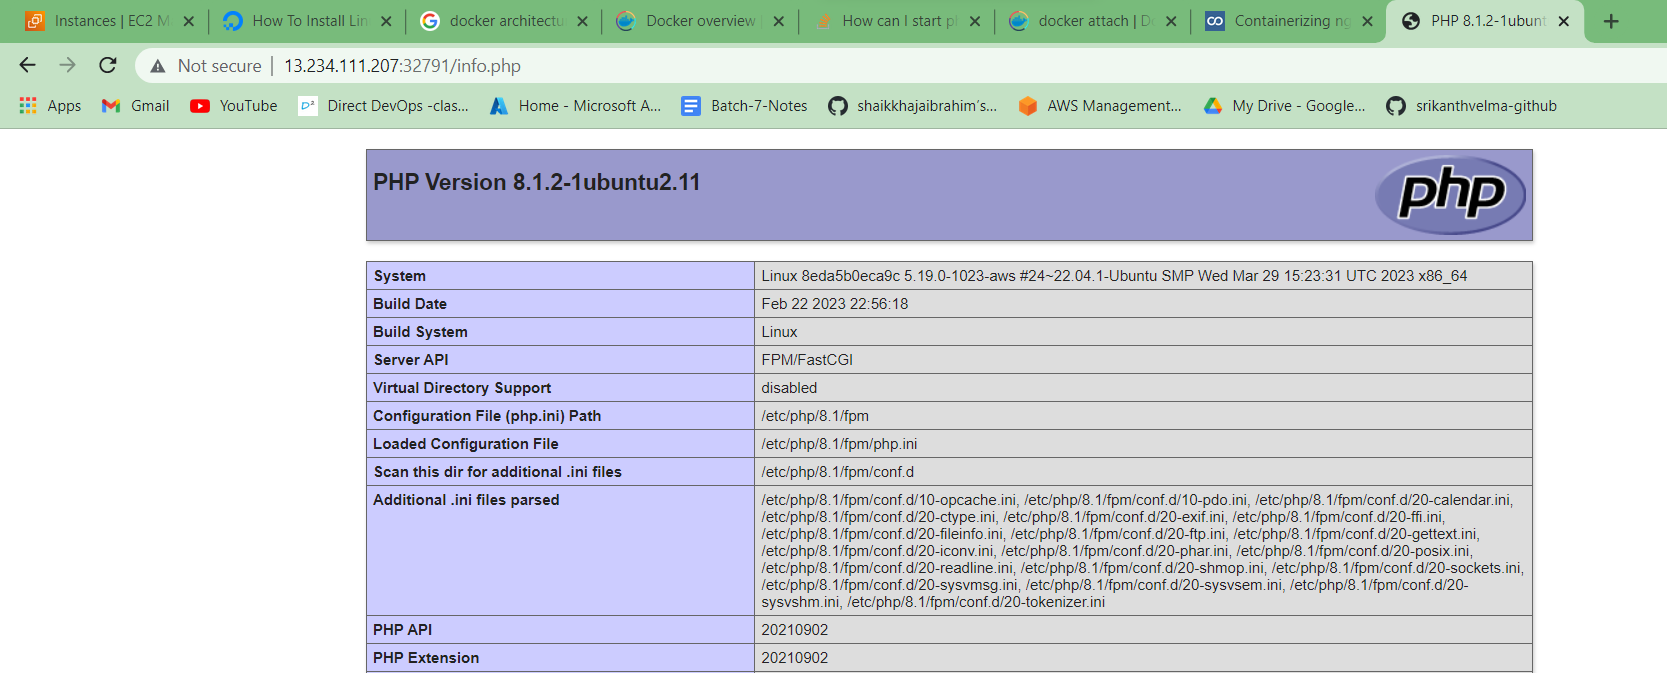 Instances | EC2 M
How To Install Lin
docker architectu
Docker overview |
How can I start ph
docker attach | Do
Containerizing ng
PHP 8.1.2-1ubunt
Not secure | 13.234.111.207:32791/info.php
Apps
Gmail
YouTube
D²
Direct DevOps -clas...
Home - Microsoft A...
Batch-7-Notes
shaikkhajaibrahim's...
AWS Management...
My Drive - Google...
srikanthvelma-github
PHP Version 8.1.2-1ubuntu2.11
php
System
Linux 8eda5b0eca9c 5.19.0-1023-aws #24~22.04.1-Ubuntu SMP Wed Mar 29 15:23:31 UTC 2023 x86_64
Build Date
Feb 22 2023 22:56:18
Build System
Linux
Server API
FPM/FastCGI
Virtual Directory Support
disabled
Configuration File (php.ini) Path
/etc/php/8.1/fpm
Loaded Configuration File
/etc/php/8.1/fpm/php.ini
Scan this dir for additional .ini files
/etc/php/8.1/fpm/conf.d
Additional .ini files parsed
/etc/php/8.1/fpm/conf.d/10-opcache.ini, /etc/php/8.1/fpm/conf.d/10-pdo.ini, /etc/php/8.1/fpm/conf.d/20-calendar.ini,
/etc/php/8.1/fpm/conf.d/20-ctype.ini, /etc/php/8.1/fpm/conf.d/20-exif.ini, /etc/php/8.1/fpm/conf.d/20-ffi.ini,
/etc/php/8.1/fpm/conf.d/20-fileinfo.ini, /etc/php/8.1/fpm/conf.d/20-ftp.ini, /etc/php/8.1/fpm/conf.d/20-gettext.ini,
/etc/php/8.1/fpm/conf.d/20-iconv.ini, /etc/php/8.1/fpm/conf.d/20-phar.ini, /etc/php/8.1/fpm/conf.d/20-posix.ini,
/etc/php/8.1/fpm/conf.d/20-readline.ini, /etc/php/8.1/fpm/conf.d/20-shmop.ini, /etc/php/8.1/fpm/conf.d/20-sockets.ini,
/etc/php/8.1/fpm/conf.d/20-sysvmsg.ini, /etc/php/8.1/fpm/conf.d/20-sysvsem.ini, /etc/php/8.1/fpm/conf.d/20-
sysvshm.ini, /etc/php/8.1/fpm/conf.d/20-tokenizer.ini
PHP API
20210902
PHP Extension
20210902